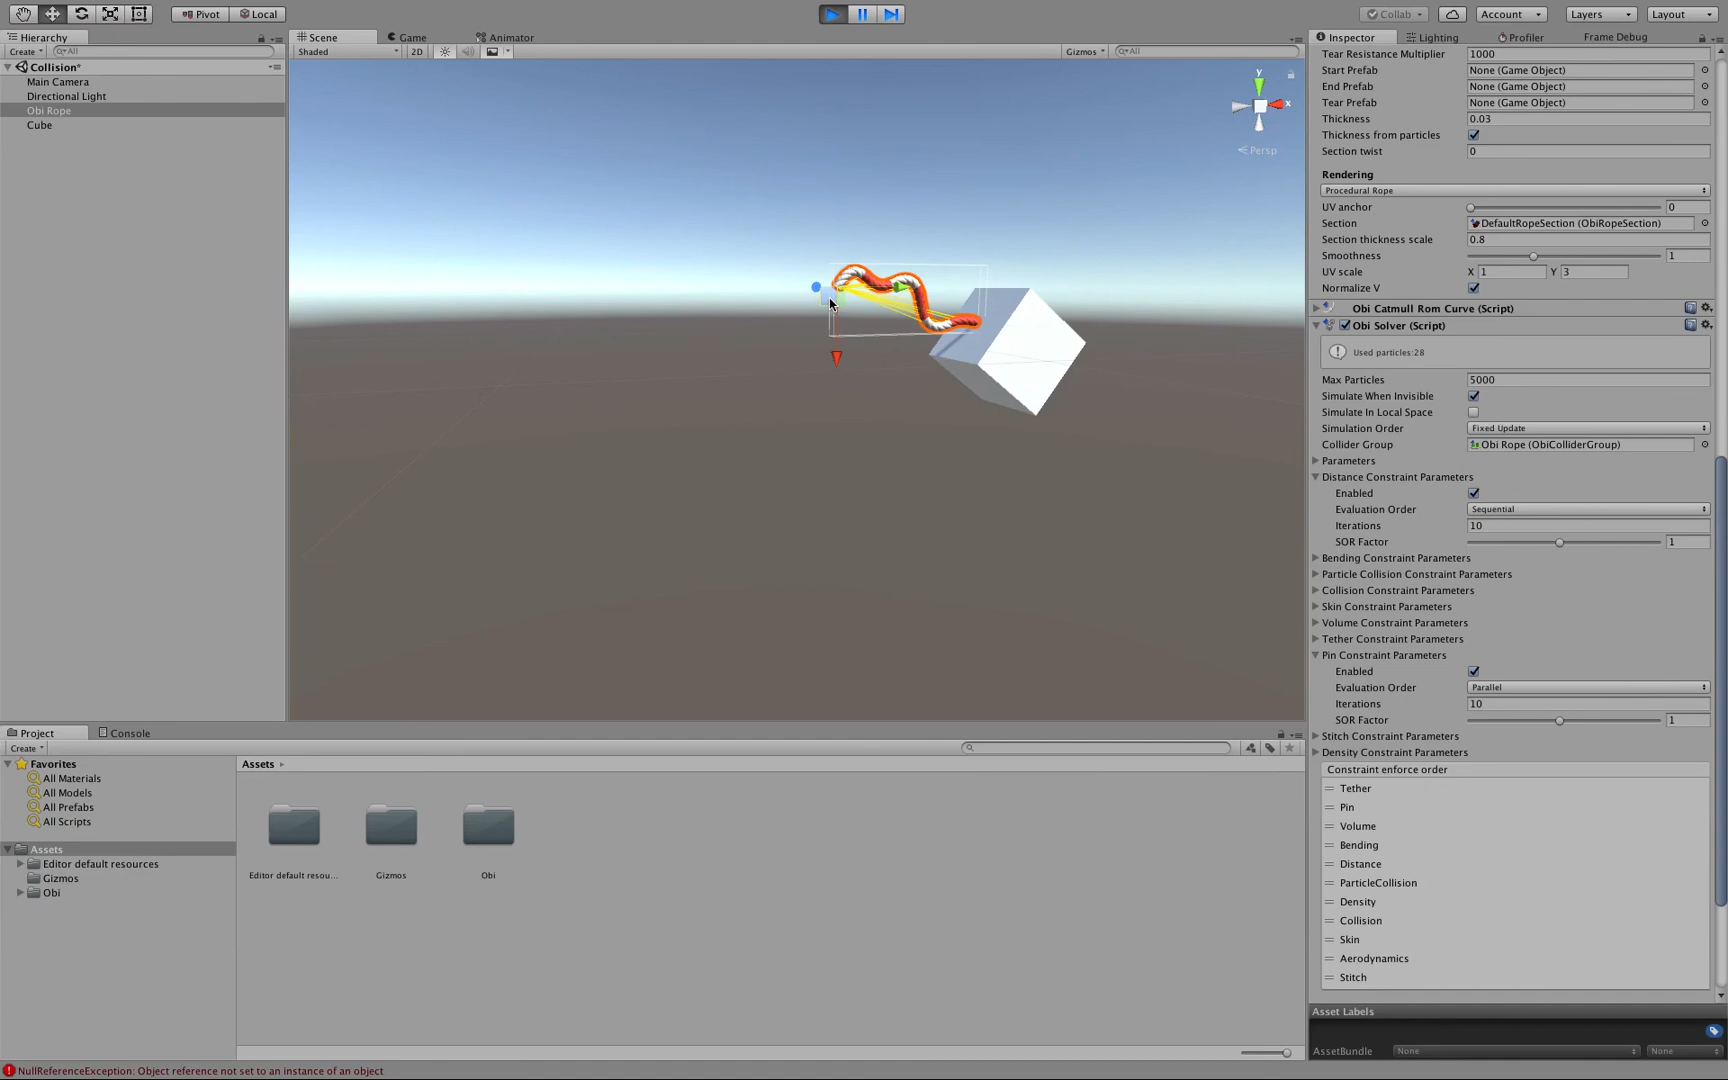 Pivot Local Collab Account Layers Layout
Hierarchy
Create All
Collision*
Main Camera
Directional Light
Obi Rope
Cube
Scene Game Animator
Shaded 2D Gizmos All
y
x
Persp
Inspector Lighting Profiler Frame Debug
Tear Resistance Multiplier 1000
Start Prefab None (Game Object)
End Prefab None (Game Object)
Tear Prefab None (Game Object)
Thickness 0.03
Thickness from particles
Section twist 0
Rendering
Procedural Rope
UV anchor 0
Section DefaultRopeSection (ObiRopeSection)
Section thickness scale 0.8
Smoothness 1
UV scale X 1 Y 3
Normalize V
Obi Catmull Rom Curve (Script)
Obi Solver (Script)
Used particles:28
Max Particles 5000
Simulate When Invisible
Simulate In Local Space
Simulation Order Fixed Update
Collider Group Obi Rope (ObiColliderGroup)
Parameters
Distance Constraint Parameters
Enabled
Evaluation Order Sequential
Iterations 10
SOR Factor 1
Bending Constraint Parameters
Particle Collision Constraint Parameters
Collision Constraint Parameters
Skin Constraint Parameters
Volume Constraint Parameters
Tether Constraint Parameters
Pin Constraint Parameters
Enabled
Evaluation Order Parallel
Iterations 10
SOR Factor 1
Stitch Constraint Parameters
Density Constraint Parameters
Constraint enforce order
Tether
Pin
Volume
Bending
Distance
ParticleCollision
Density
Collision
Skin
Aerodynamics
Stitch
Asset Labels
AssetBundle None None
Project Console
Create
Favorites
All Materials
All Models
All Prefabs
All Scripts
Assets
Editor default resources
Gizmos
Obi
Assets
Editor default resou... Gizmos Obi
NullReferenceException: Object reference not set to an instance of an object